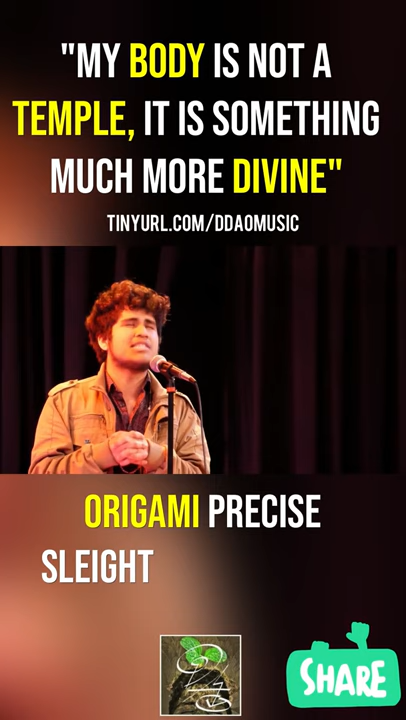 "MY BODY IS NOT A
TEMPLE, IT IS SOMETHING
MUCH MORE DIVINE"
TINYURL.COM/DDAOMUSIC
ORIGAMI PRECISE
SLEIGHT
SHARE